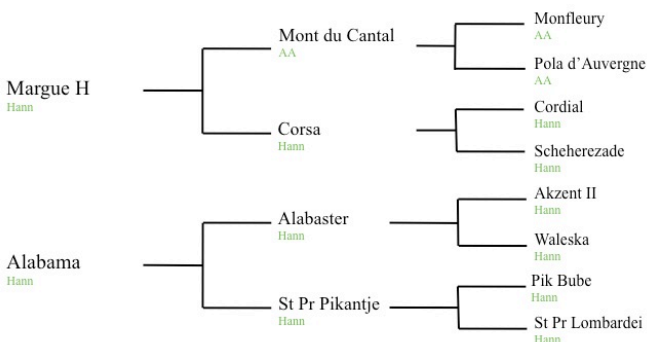 Margue H
Hann
Mont du Cantal
AA
Monfleury
AA
Pola d’Auvergne
AA
Corsa
Hann
Cordial
Hann
Scheherezade
Hann
Alabama
Hann
Alabaster
Hann
Akzent II
Hann
Waleska
Hann
St Pr Pikantje
Hann
Pik Bube
Hann
St Pr Lombardei
Hann